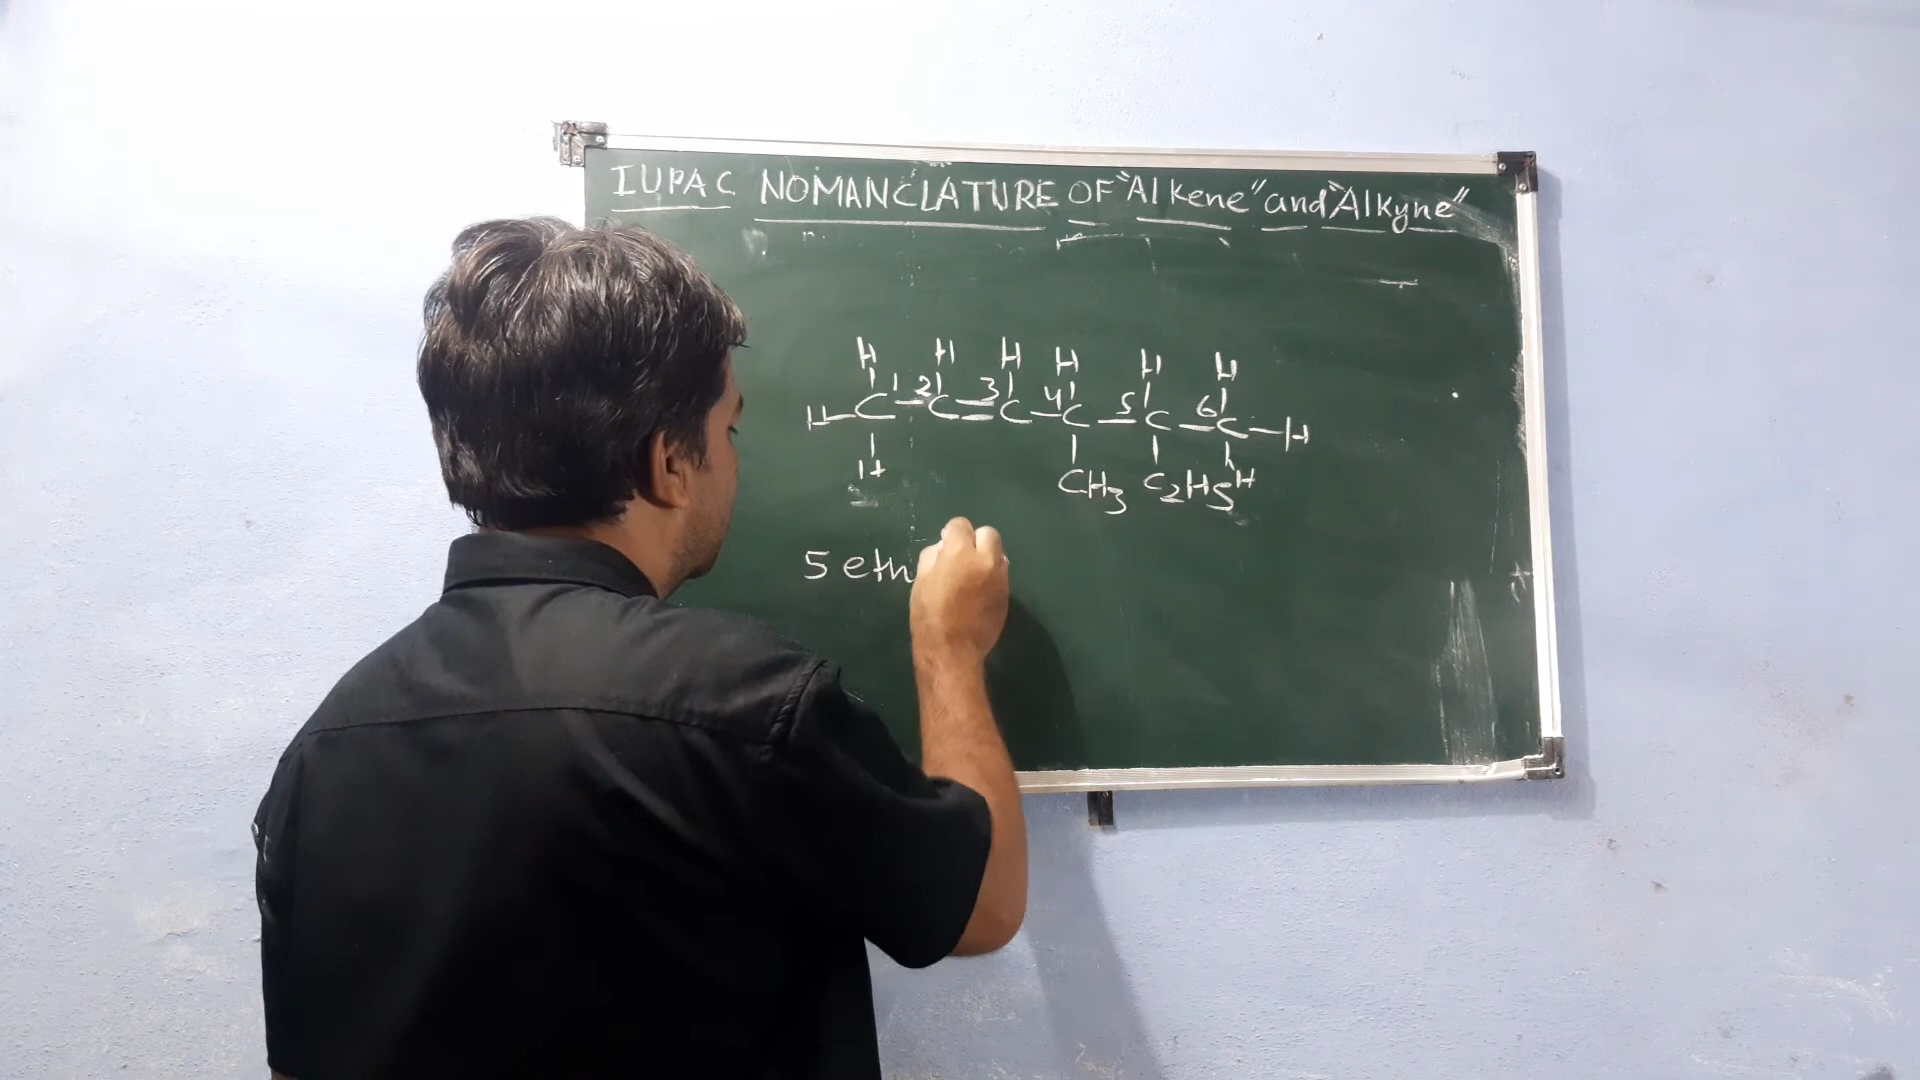 IUPAC NOMANCLATURE OF "Alkene" and "Alkyne"
H H H H H H
1 2 3 4 5 6
H-C-C=C-C-C-C-H
H CH3 C2H5 H
5 eth